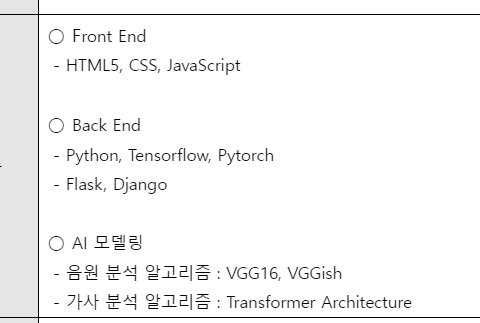 ○ Front End
- HTML5, CSS, JavaScript
○ Back End
- Python, Tensorflow, Pytorch
- Flask, Django
○ AI 모델링
- 음원 분석 알고리즘 : VGG16, VGGish
- 가사 분석 알고리즘 : Transformer Architecture